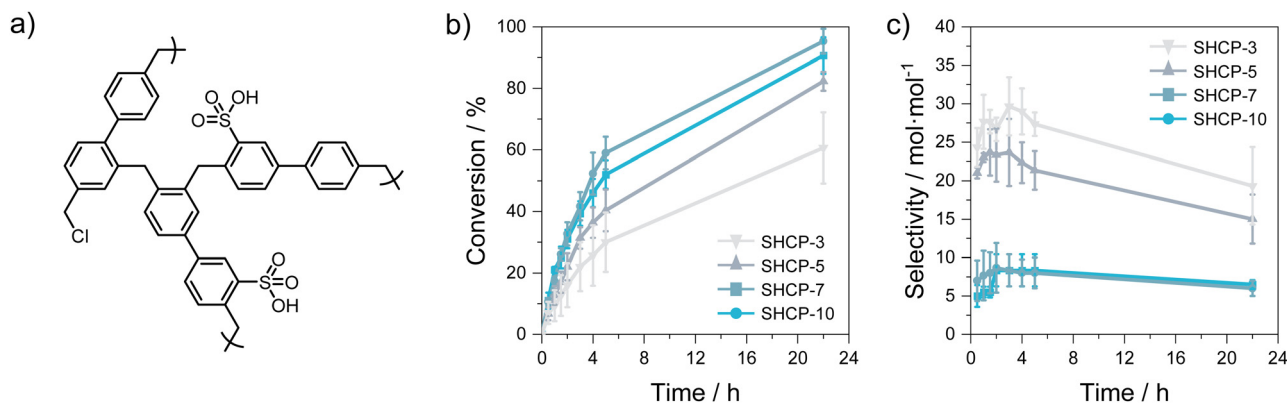 a)
O
S
OH
O
Cl
O
S
O
OH
b)
Conversion / %
100
80
60
40
20
0
0 4 8 12 16 20 24
Time / h
SHCP-3
SHCP-5
SHCP-7
SHCP-10
c)
Selectivity / mol·mol⁻¹
40
35
30
25
20
15
10
5
0
0 4 8 12 16 20 24
Time / h
SHCP-3
SHCP-5
SHCP-7
SHCP-10